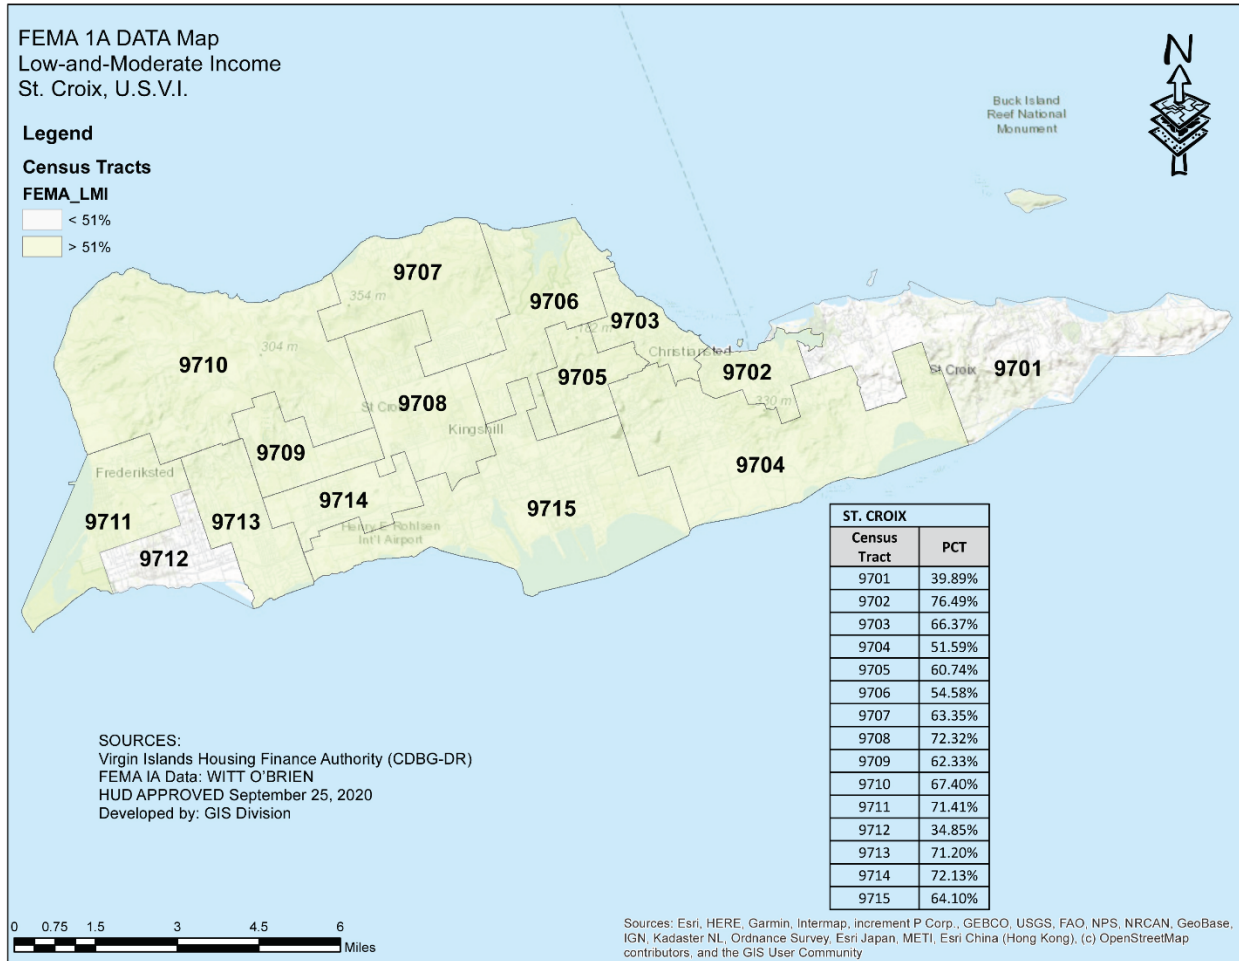 FEMA 1A DATA Map
Low-and-Moderate Income
St. Croix, U.S.V.I.
Legend
Census Tracts
FEMA_LMI
< 51%
> 51%
N
Buck Island
Reef National
Monument
9707
354 m
9706
9703
182 m
304 m
9710
Christiansted
9702
9705
St Croix
9701
330 m
St Croix
9708
Kingshill
9709
Frederiksted
9704
9714
9711
9713
9715
Henry E Rohlsen
Int'l Airport
9712
ST. CROIX
Census Tract PCT
9701 39.89%
9702 76.49%
9703 66.37%
9704 51.59%
9705 60.74%
9706 54.58%
9707 63.35%
9708 72.32%
9709 62.33%
9710 67.40%
9711 71.41%
9712 34.85%
9713 71.20%
9714 72.13%
9715 64.10%
SOURCES:
Virgin Islands Housing Finance Authority (CDBG-DR)
FEMA IA Data: WITT O'BRIEN
HUD APPROVED September 25, 2020
Developed by: GIS Division
0 0.75 1.5 3 4.5 6
Miles
Sources: Esri, HERE, Garmin, Intermap, increment P Corp., GEBCO, USGS, FAO, NPS, NRCAN, GeoBase,
IGN, Kadaster NL, Ordnance Survey, Esri Japan, METI, Esri China (Hong Kong), (c) OpenStreetMap
contributors, and the GIS User Community